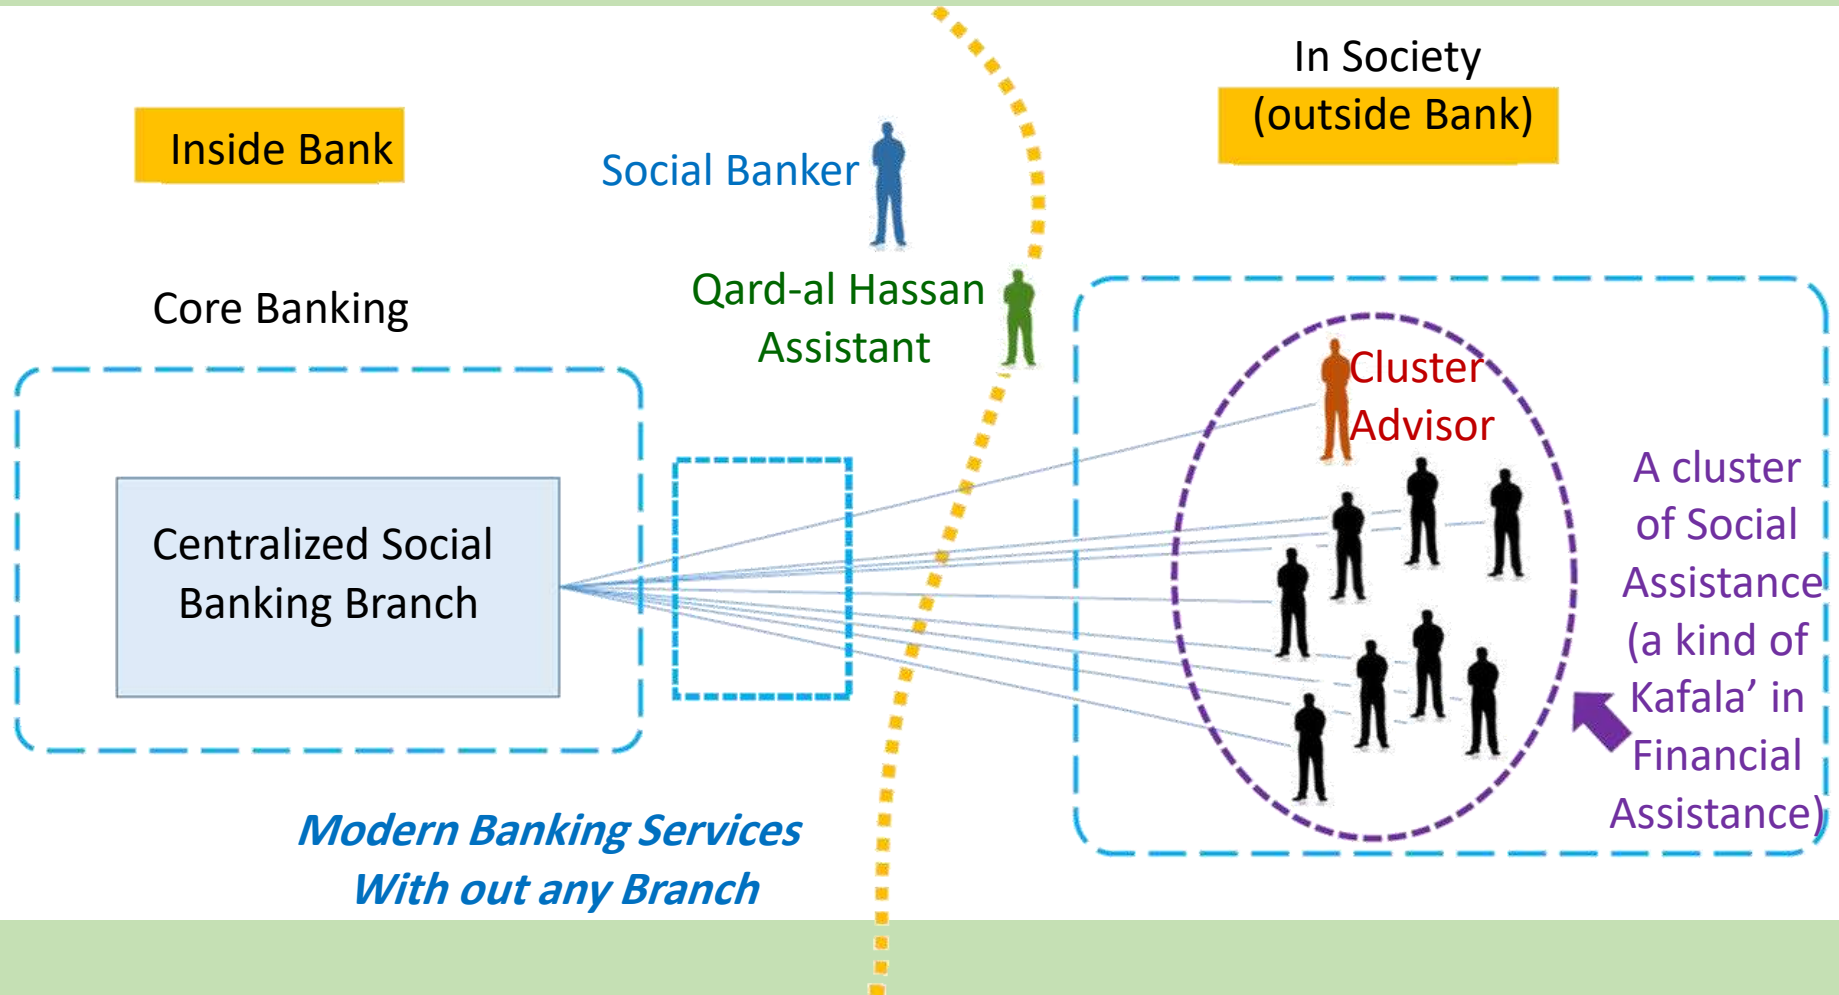 Inside Bank
In Society
(outside Bank)
Social Banker
Qard-al Hassan
Assistant
Core Banking
Centralized Social
Banking Branch
Cluster
Advisor
A cluster
of Social
Assistance
(a kind of
Kafala’ in
Financial
Assistance)
Modern Banking Services
With out any Branch